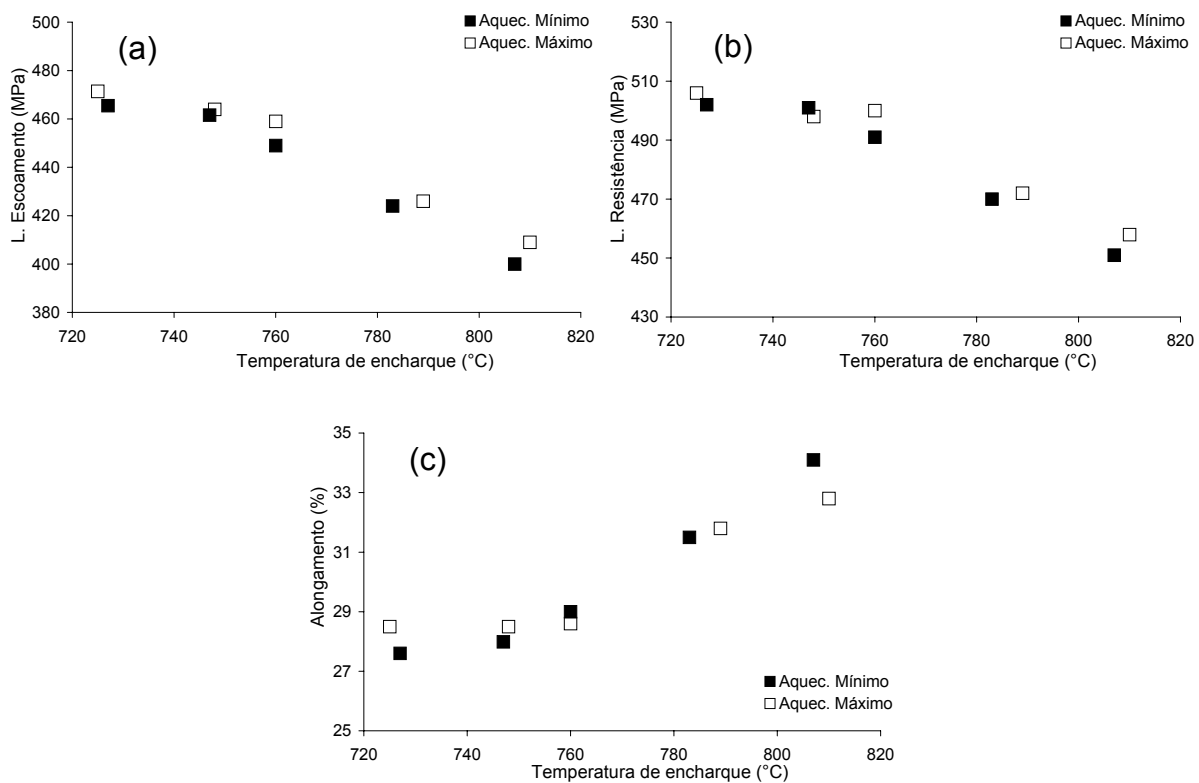 (a)
■ Aquec. Mínimo
□ Aquec. Máximo
L. Escoamento (MPa)
500
480
460
440
420
400
380
720 740 760 780 800 820
Temperatura de encharque (°C)
(b)
■ Aquec. Mínimo
□ Aquec. Máximo
L. Resistência (MPa)
530
510
490
470
450
430
720 740 760 780 800 820
Temperatura de encharque (°C)
(c)
Alongamento (%)
35
33
31
29
27
25
■ Aquec. Mínimo
□ Aquec. Máximo
720 740 760 780 800 820
Temperatura de encharque (°C)